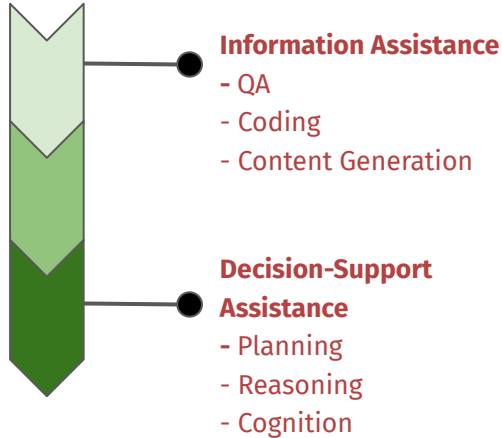 Information Assistance
- QA
- Coding
- Content Generation
Decision-Support
Assistance
- Planning
- Reasoning
- Cognition